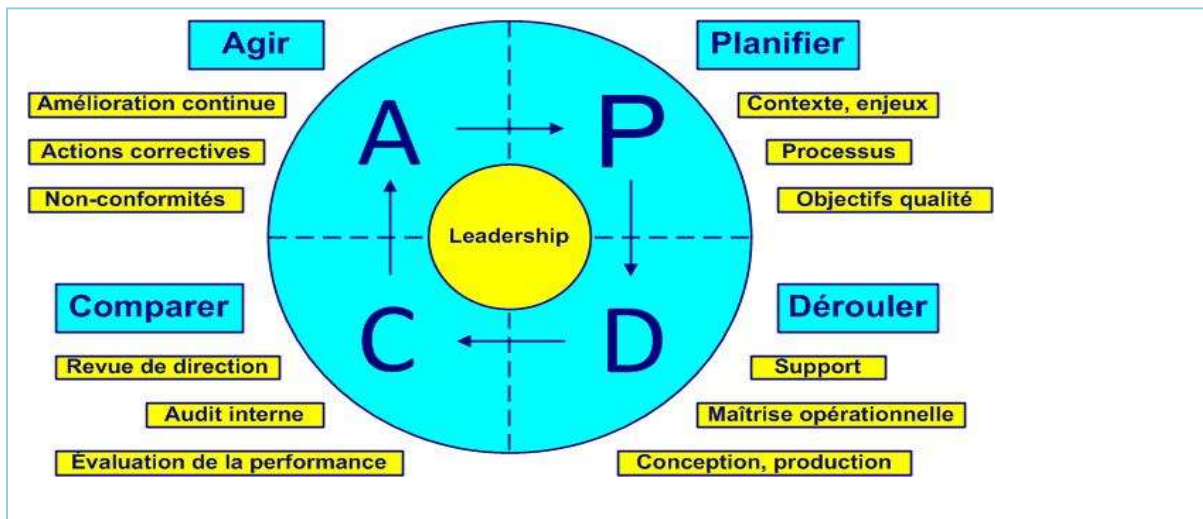 Agir
Planifier
Amélioration continue
Actions correctives
Non-conformités
A
P
Contexte, enjeux
Processus
Objectifs qualité
Leadership
Comparer
Revue de direction
Audit interne
Évaluation de la performance
C
D
Dérouler
Support
Maîtrise opérationnelle
Conception, production